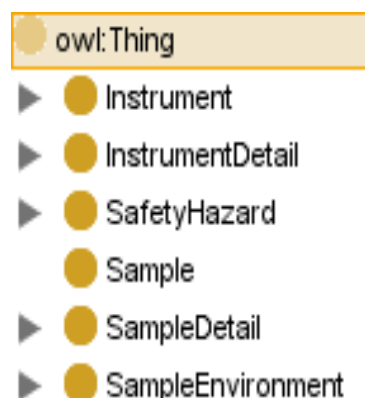 owl:Thing
Instrument
InstrumentDetail
SafetyHazard
Sample
SampleDetail
SampleEnvironment